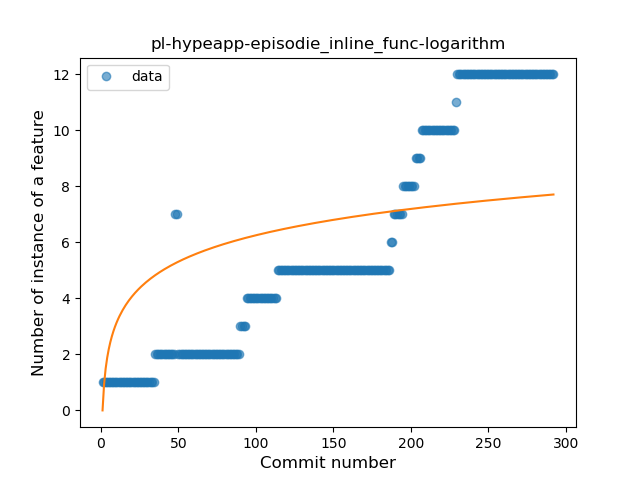 pl-hypeapp-episodie_inline_func-logarithm
data
Number of instance of a feature
12
10
8
6
4
2
0
0 50 100 150 200 250 300
Commit number